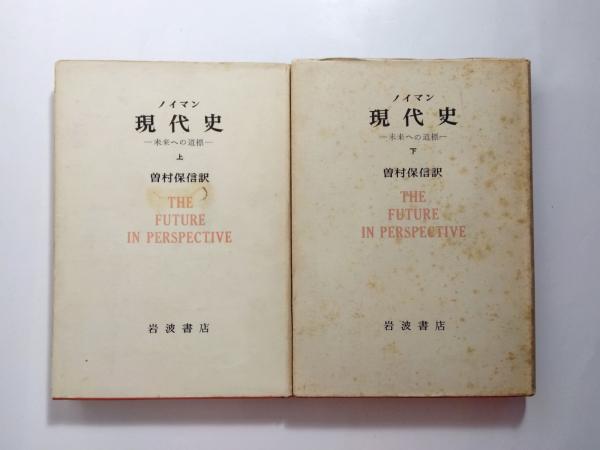 ノイマン
現代史
―未来への道標―
上
曽村保信訳
THE
FUTURE
IN PERSPECTIVE
岩波書店
ノイマン
現代史
―未来への道標―
下
曽村保信訳
THE
FUTURE
IN PERSPECTIVE
岩波書店